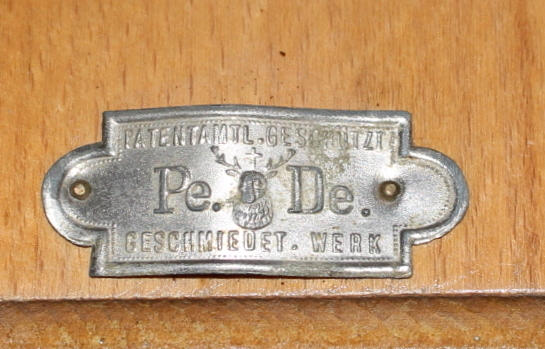 PATENTAMTL. GESCHÜTZT
Pe. De.
GESCHMIEDET. WERK